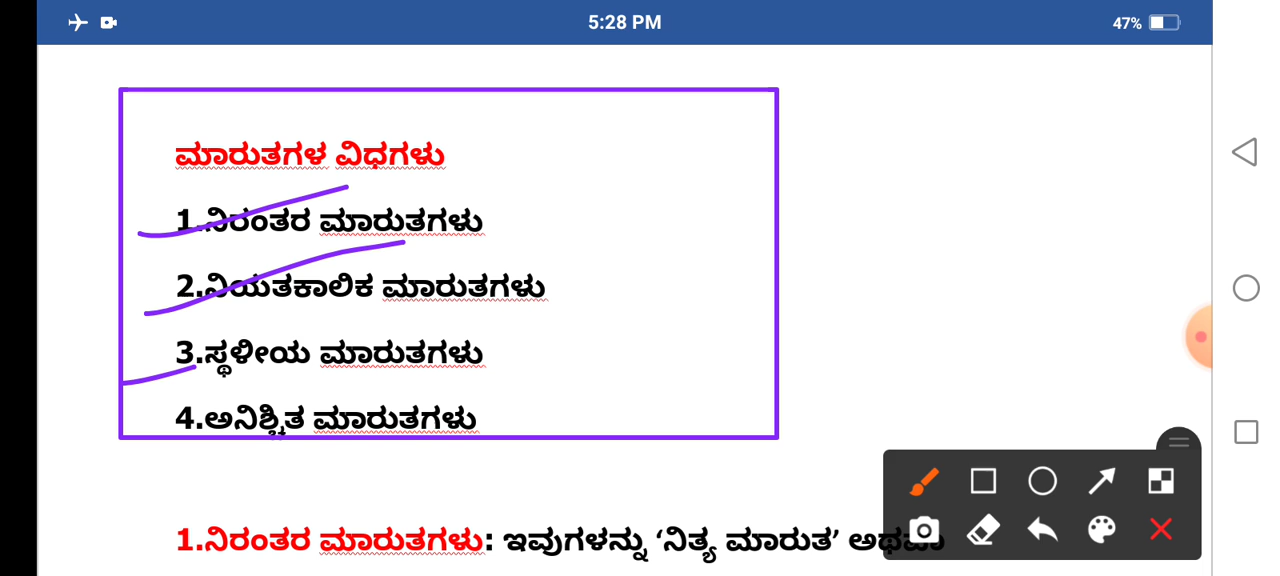 5:28 PM
47%
ಮಾರುತಗಳ ವಿಧಗಳು
1.ನಿರಂತರ ಮಾರುತಗಳು
2.ನಿಯತಕಾಲಿಕ ಮಾರುತಗಳು
3.ಸ್ಥಳೀಯ ಮಾರುತಗಳು
4.ಅನಿಶ್ಚಿತ ಮಾರುತಗಳು
1.ನಿರಂತರ ಮಾರುತಗಳು: ಇವುಗಳನ್ನು ‘ನಿತ್ಯ ಮಾರುತ’